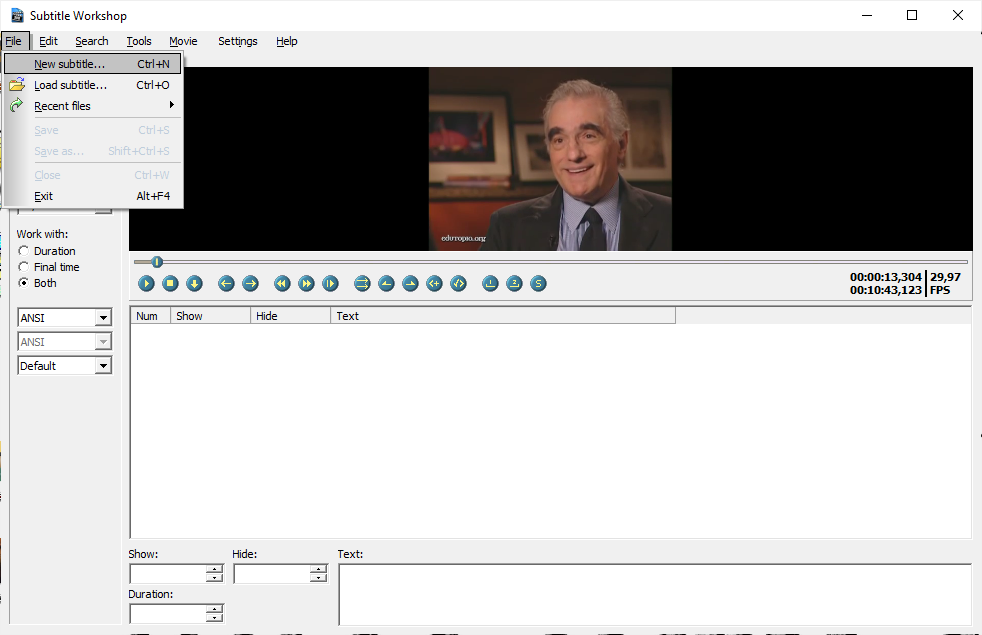 Subtitle Workshop
File Edit Search Tools Movie Settings Help
New subtitle... Ctrl+N
Load subtitle... Ctrl+O
Recent files
Save Ctrl+S
Save as... Shift+Ctrl+S
Close Ctrl+W
Exit Alt+F4
edutopia.org
Work with:
Duration
Final time
Both
ANSI
ANSI
Default
00:00:13,304 29,97
00:10:43,123 FPS
Num Show Hide Text
Show: Hide: Text:
Duration: